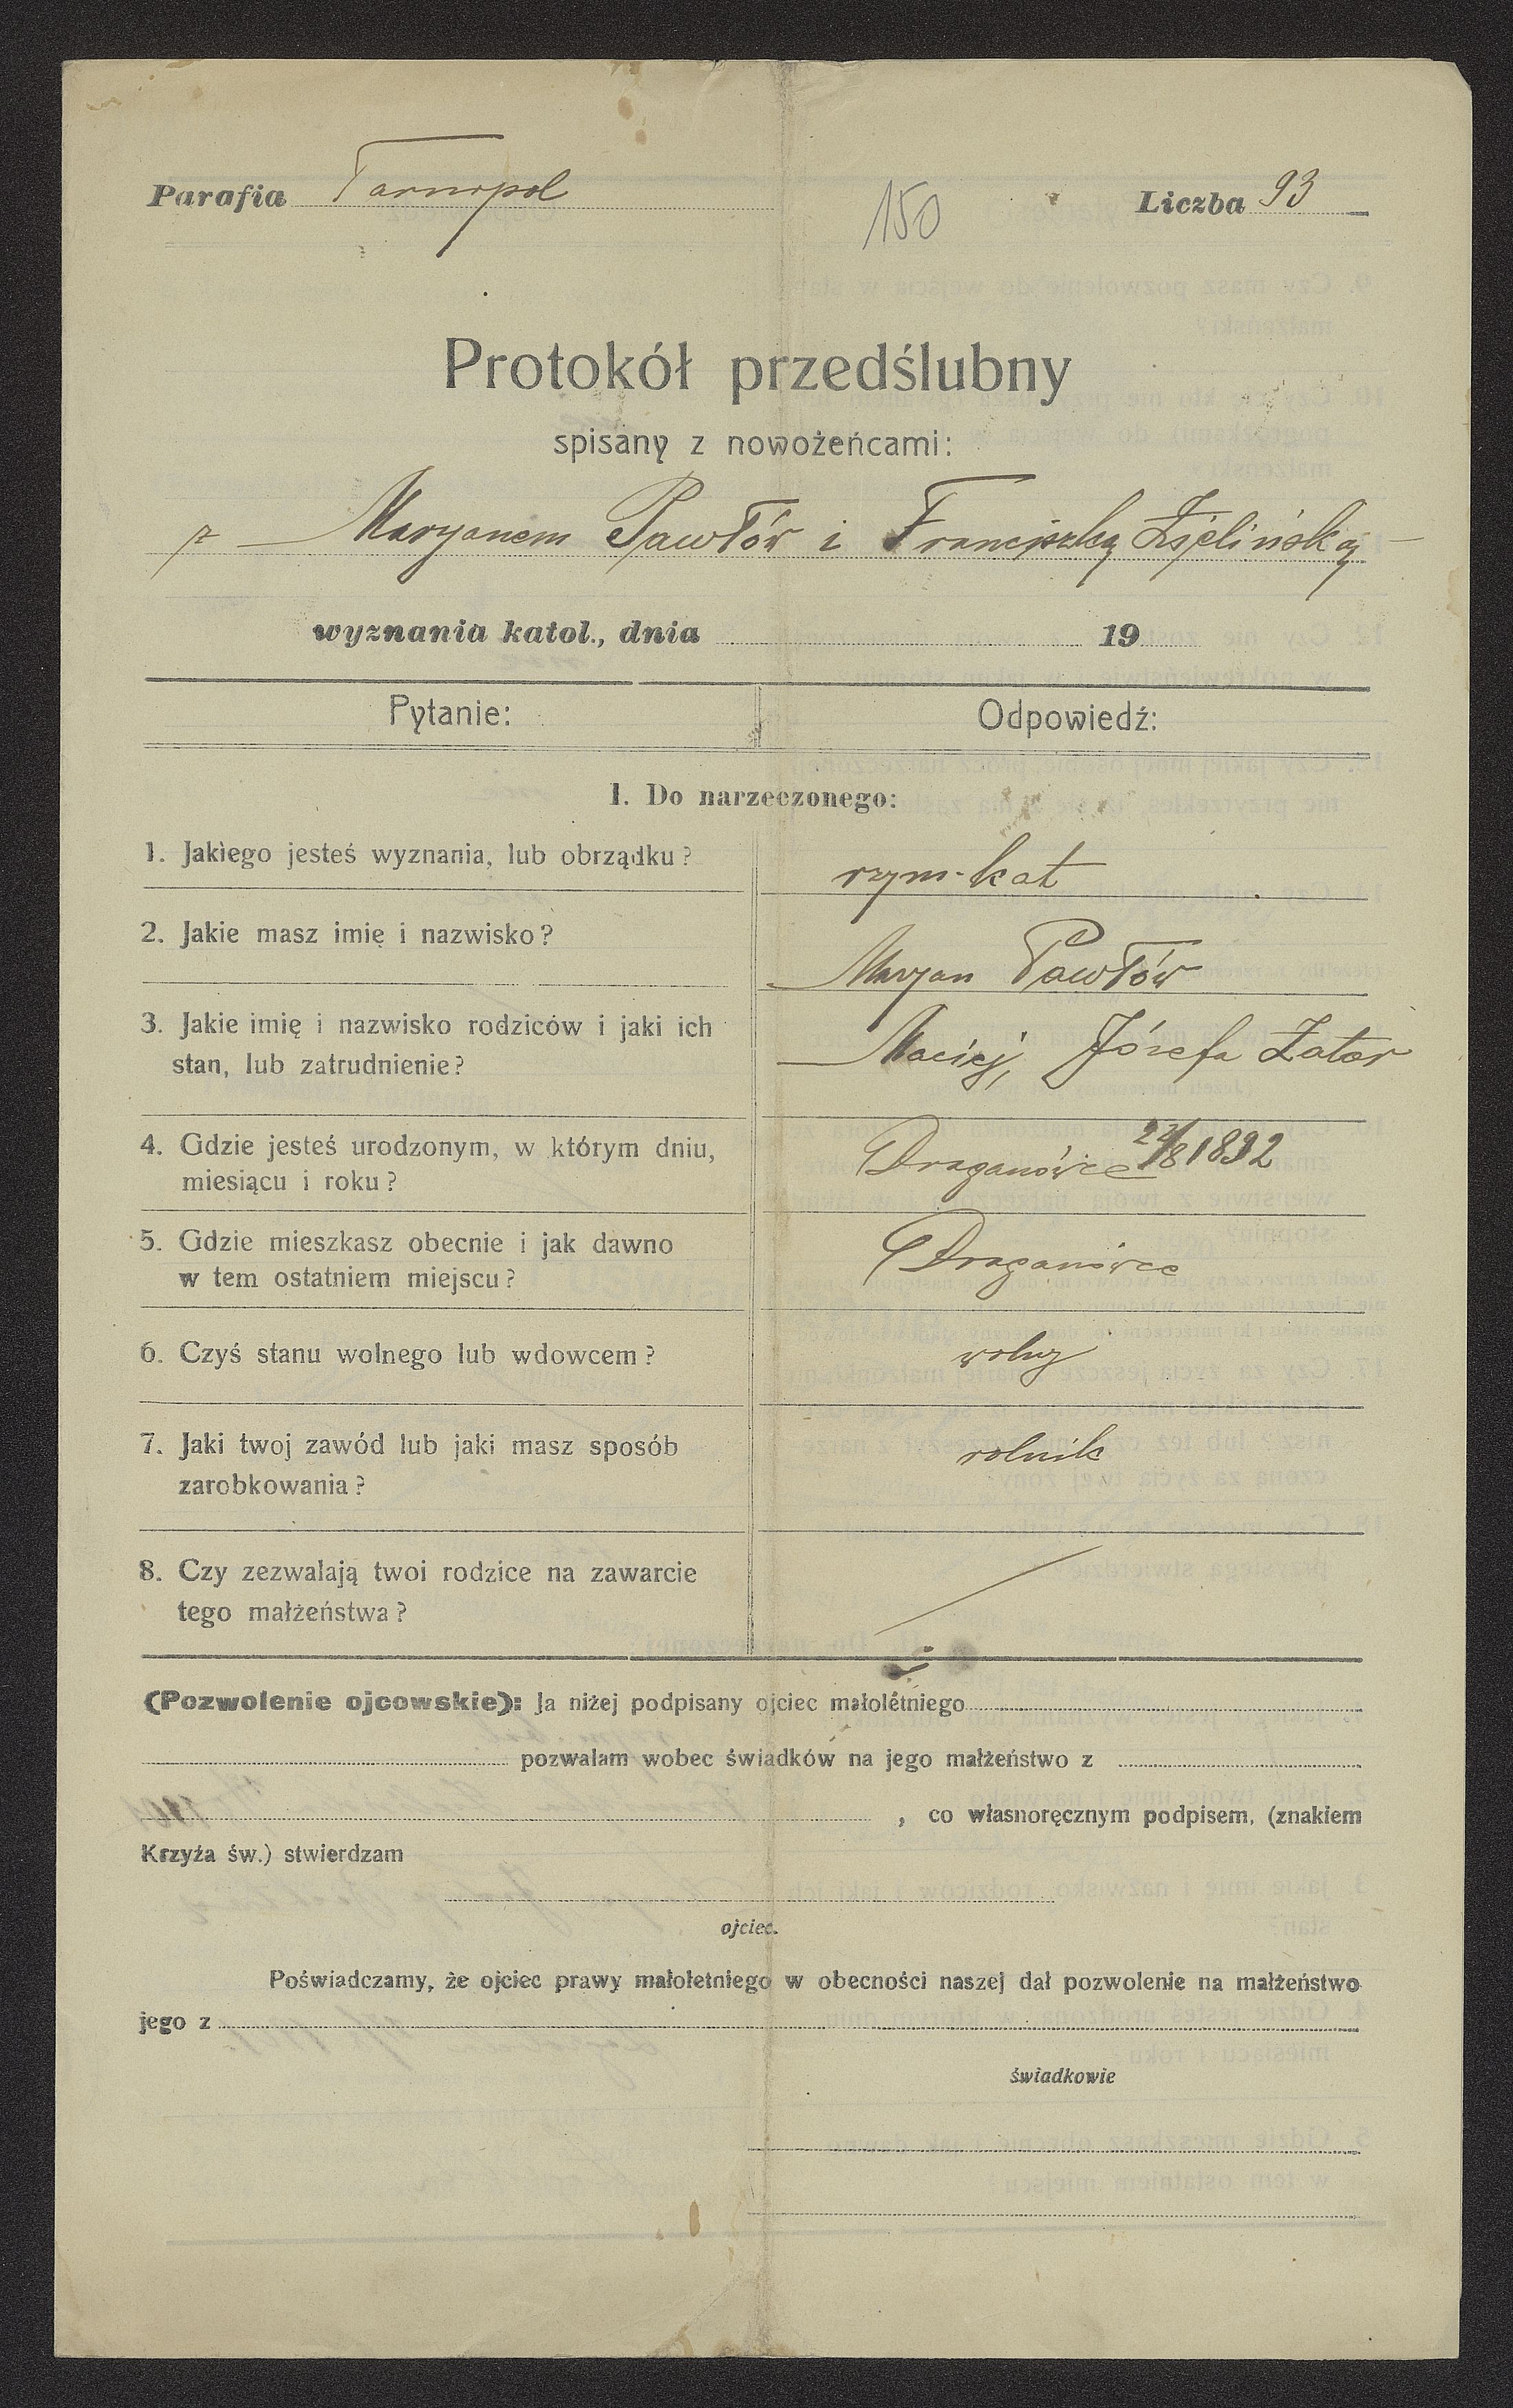 Parafia Tarnopol 150 Liczba 93
Protokół przedślubny
spisany z nowożeńcami:
z Maryanem Pawłów i Franciszką Zielińską
wyznania katol., dnia 19
Pytanie: Odpowiedź:
I. Do narzeczonego:
1. Jakiego jesteś wyznania, lub obrządku? rzym-kat
2. Jakie masz imię i nazwisko? Maryan Pawłów
3. Jakie imię i nazwisko rodziców i jaki ich
stan, lub zatrudnienie? Maciej, Józefa Zator
4. Gdzie jesteś urodzonym, w którym dniu,
miesiącu i roku? Draganówce 1892
5. Gdzie mieszkasz obecnie i jak dawno
w tem ostatniem miejscu? Draganówce
6. Czyś stanu wolnego lub wdowcem? wolny
7. Jaki twoj zawód lub jaki masz sposób
zarobkowania? rolnik
8. Czy zezwalają twoi rodzice na zawarcie
tego małżeństwa?
(Pozwolenie ojcowskie): Ja niżej podpisany ojciec małoletniego
pozwalam wobec świadków na jego małżeństwo z
, co własnoręcznym podpisem, (znakiem
Krzyża św.) stwierdzam
ojciec.
Poświadczamy, że ojciec prawy małoletniego w obecności naszej dał pozwolenie na małżeństwo
jego z
świadkowie